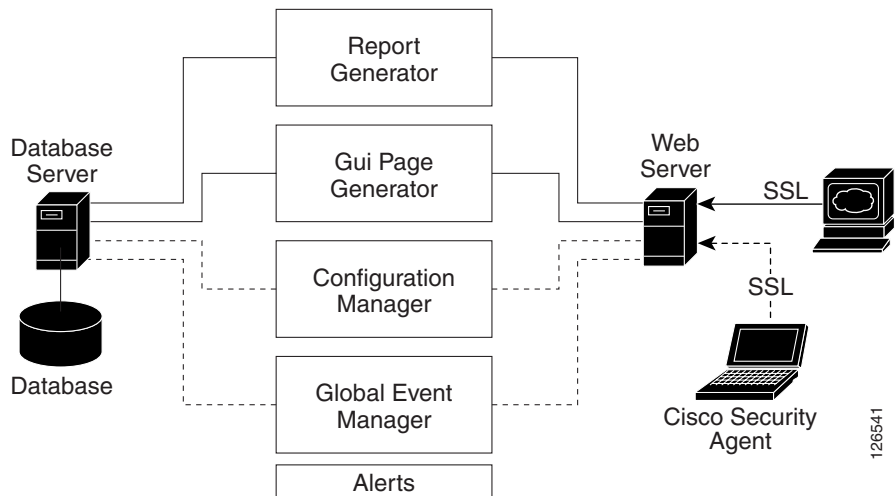 Report
Generator
Gui Page
Generator
Database
Server
Web
Server
SSL
Configuration
Manager
SSL
Database
Global Event
Manager
Cisco Security
Agent
126541
Alerts